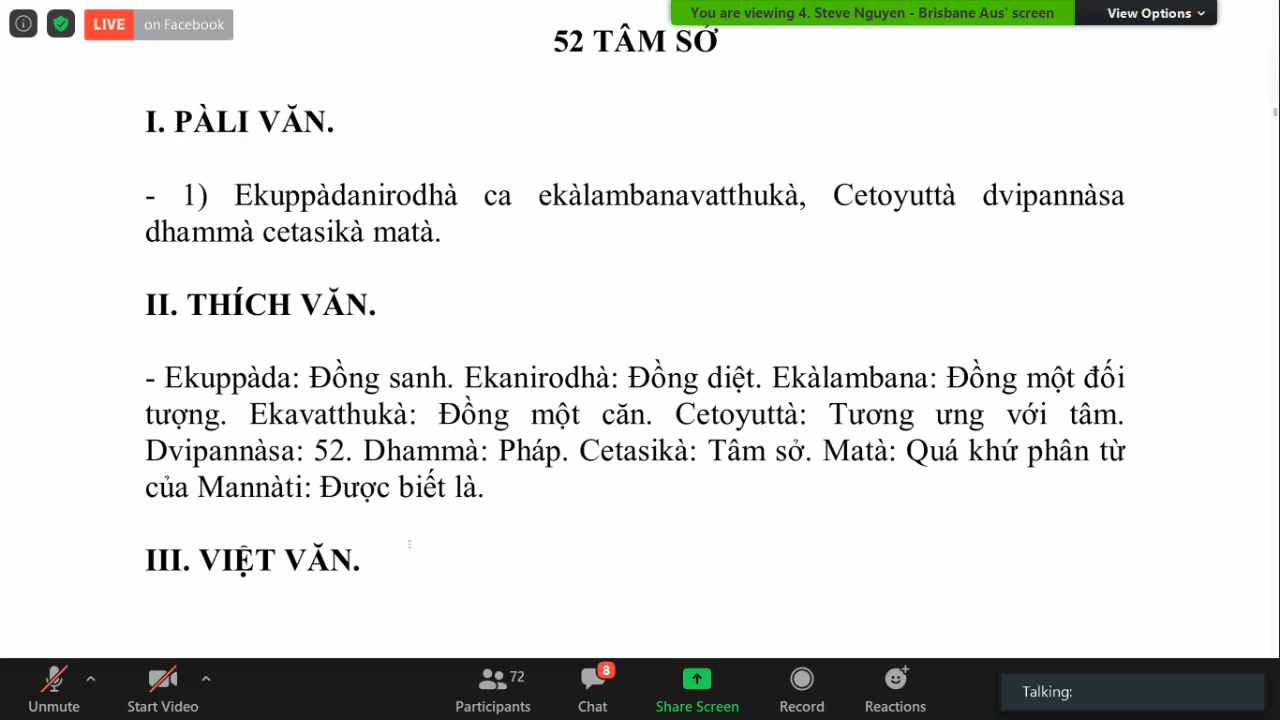 LIVE on Facebook
You are viewing 4. Steve Nguyen - Brisbane Aus' screen
View Options
52 TÂM SỞ
I. PÀLI VĂN.
- 1) Ekuppàdanirodhà ca ekàlambanavatthukà, Cetoyuttà dvipannàsa
dhammà cetasikà matà.
II. THÍCH VĂN.
- Ekuppàda: Đồng sanh. Ekanirodhà: Đồng diệt. Ekàlambana: Đồng một đối
tượng. Ekavatthukà: Đồng một căn. Cetoyuttà: Tương ưng với tâm.
Dvipannàsa: 52. Dhammà: Pháp. Cetasikà: Tâm sở. Matà: Quá khứ phân từ
của Mannàti: Được biết là.
III. VIỆT VĂN.
72
8
Talking:
Unmute
Start Video
Participants
Chat
Share Screen
Record
Reactions